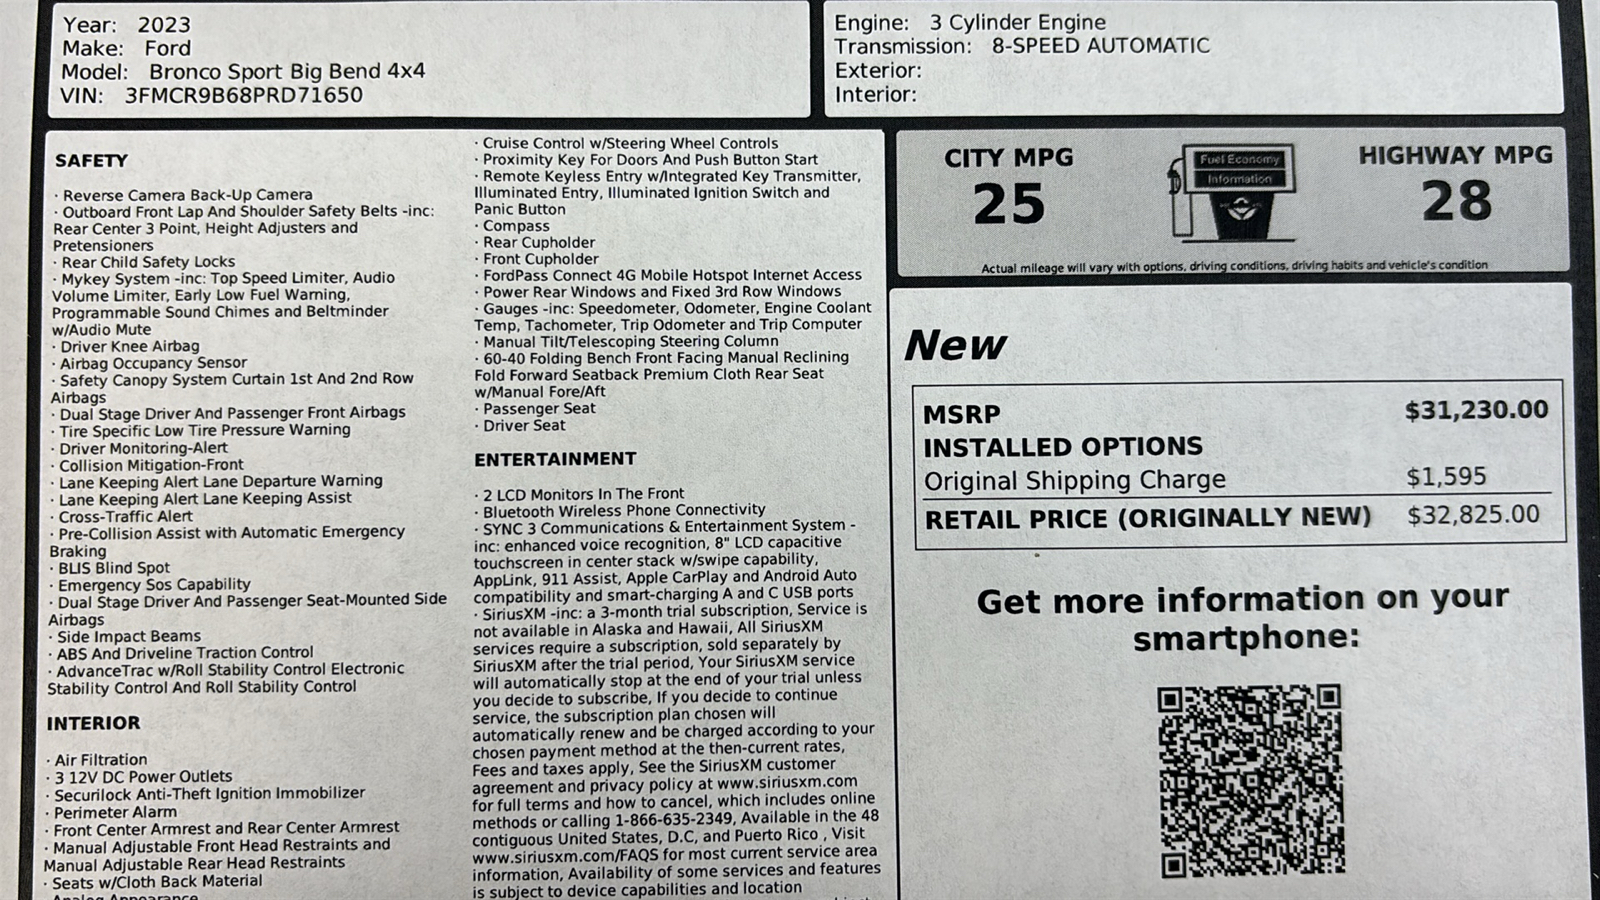 Year: 2023
Make: Ford
Model: Bronco Sport Big Bend 4x4
VIN: 3FMCR9B68PRD71650
Engine: 3 Cylinder Engine
Transmission: 8-SPEED AUTOMATIC
Exterior:
Interior:
SAFETY
· Reverse Camera Back-Up Camera
· Outboard Front Lap And Shoulder Safety Belts -inc:
Rear Center 3 Point, Height Adjusters and
Pretensioners
· Rear Child Safety Locks
· Mykey System -inc: Top Speed Limiter, Audio
Volume Limiter, Early Low Fuel Warning,
Programmable Sound Chimes and Beltminder
w/Audio Mute
· Driver Knee Airbag
· Airbag Occupancy Sensor
· Safety Canopy System Curtain 1st And 2nd Row
Airbags
· Dual Stage Driver And Passenger Front Airbags
· Tire Specific Low Tire Pressure Warning
· Driver Monitoring-Alert
· Collision Mitigation-Front
· Lane Keeping Alert Lane Departure Warning
· Lane Keeping Alert Lane Keeping Assist
· Cross-Traffic Alert
· Pre-Collision Assist with Automatic Emergency
Braking
· BLIS Blind Spot
· Emergency Sos Capability
· Dual Stage Driver And Passenger Seat-Mounted Side
Airbags
· Side Impact Beams
· ABS And Driveline Traction Control
· AdvanceTrac w/Roll Stability Control Electronic
Stability Control And Roll Stability Control
INTERIOR
· Air Filtration
· 3 12V DC Power Outlets
· Securilock Anti-Theft Ignition Immobilizer
· Perimeter Alarm
· Front Center Armrest and Rear Center Armrest
· Manual Adjustable Front Head Restraints and
Manual Adjustable Rear Head Restraints
· Seats w/Cloth Back Material
· Analog Appearance
· Cruise Control w/Steering Wheel Controls
· Proximity Key For Doors And Push Button Start
· Remote Keyless Entry w/Integrated Key Transmitter,
Illuminated Entry, Illuminated Ignition Switch and
Panic Button
· Compass
· Rear Cupholder
· Front Cupholder
· FordPass Connect 4G Mobile Hotspot Internet Access
· Power Rear Windows and Fixed 3rd Row Windows
· Gauges -inc: Speedometer, Odometer, Engine Coolant
Temp, Tachometer, Trip Odometer and Trip Computer
· Manual Tilt/Telescoping Steering Column
· 60-40 Folding Bench Front Facing Manual Reclining
Fold Forward Seatback Premium Cloth Rear Seat
w/Manual Fore/Aft
· Passenger Seat
· Driver Seat
ENTERTAINMENT
· 2 LCD Monitors In The Front
· Bluetooth Wireless Phone Connectivity
· SYNC 3 Communications & Entertainment System -
inc: enhanced voice recognition, 8" LCD capacitive
touchscreen in center stack w/swipe capability,
AppLink, 911 Assist, Apple CarPlay and Android Auto
compatibility and smart-charging A and C USB ports
· SiriusXM -inc: a 3-month trial subscription, Service is
not available in Alaska and Hawaii, All SiriusXM
services require a subscription, sold separately by
SiriusXM after the trial period, Your SiriusXM service
will automatically stop at the end of your trial unless
you decide to subscribe, If you decide to continue
service, the subscription plan chosen will
automatically renew and be charged according to your
chosen payment method at the then-current rates,
Fees and taxes apply, See the SiriusXM customer
agreement and privacy policy at www.siriusxm.com
for full terms and how to cancel, which includes online
methods or calling 1-866-635-2349, Available in the 48
contiguous United States, D.C, and Puerto Rico , Visit
www.siriusxm.com/FAQS for most current service area
information, Availability of some services and features
is subject to device capabilities and location
CITY MPG
25
Fuel Economy
Information
HIGHWAY MPG
28
Actual mileage will vary with options, driving conditions, driving habits and vehicle's condition
New
MSRP $31,230.00
INSTALLED OPTIONS
Original Shipping Charge $1,595
RETAIL PRICE (ORIGINALLY NEW) $32,825.00
Get more information on your
smartphone: